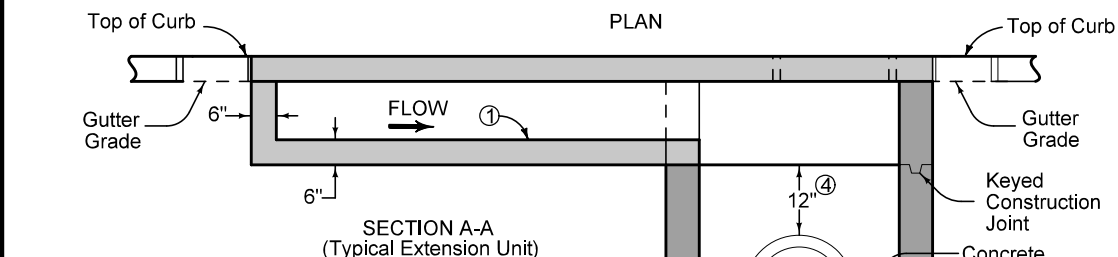 PLAN
Top of Curb
Top of Curb
Gutter
Grade
6"
FLOW
①
Gutter
Grade
6"
12"
④
Keyed
Construction
Joint
SECTION A-A
(Typical Extension Unit)
Concrete